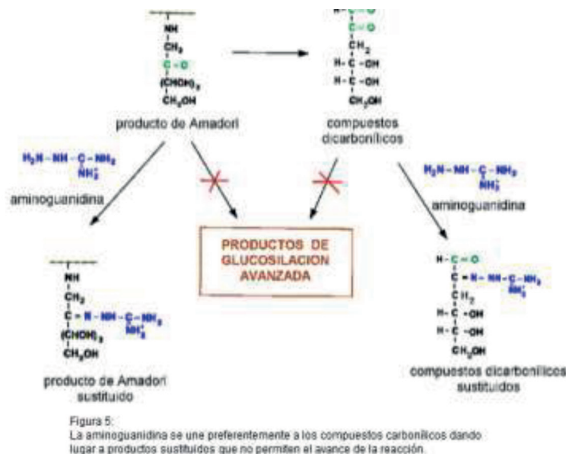 NH
CH₂
C=O
(CHOH)₃
CH₂OH
producto de Amadori
H-C=O
C=O
CH₂
H-C-OH
H-C-OH
CH₂OH
compuestos
dicarbonílicos
H₂N-NH-C-NH₂
NH₂⁺
aminoguanidina
H₂N-NH-C-NH₂
NH₂⁺
aminoguanidina
PRODUCTOS DE
GLUCOSILACION
AVANZADA
NH
CH₂
C=N-NH-C-NH₂
NH₂⁺
(CHOH)₃
CH₂OH
producto de Amadori
sustituido
H-C=O
C=N-NH-C-NH₂
NH₂⁺
CH₂
H-C-OH
H-C-OH
CH₂OH
compuestos dicarbonílicos
sustituidos
Figura 5:
La aminoguanidina se une preferentemente a los compuestos carbonílicos dando
lugar a productos sustituidos que no permiten el avance de la reacción.